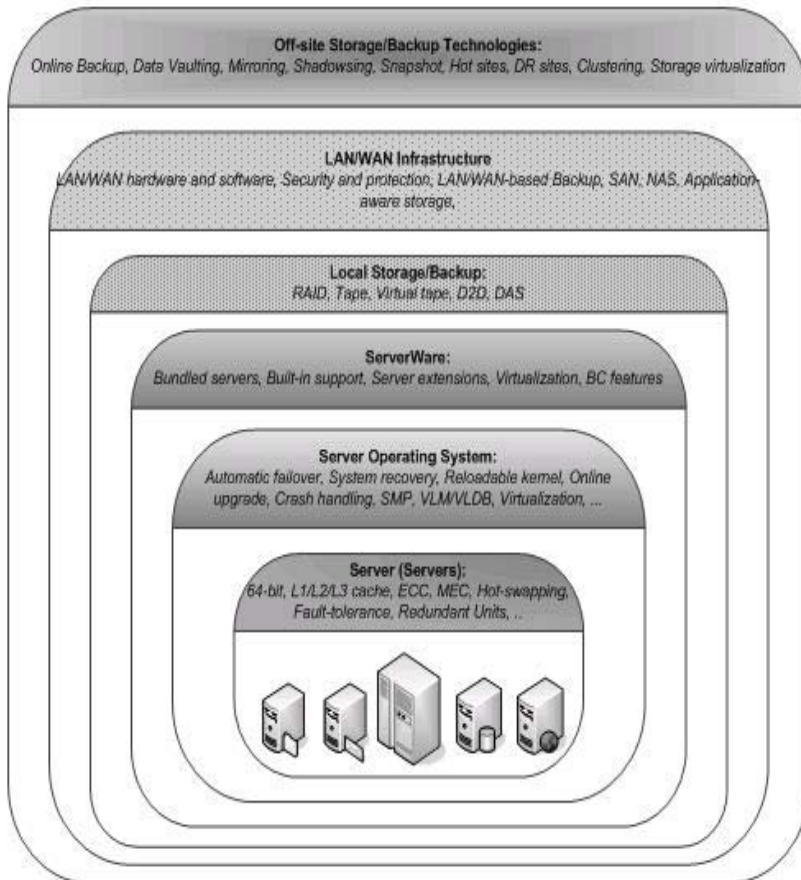 Off-site Storage/Backup Technologies:
Online Backup, Data Vaulting, Mirroring, Shadowsing, Snapshot, Hot sites, DR sites, Clustering, Storage virtualization
LAN/WAN Infrastructure
LAN/WAN hardware and software, Security and protection, LAN/WAN-based Backup, SAN, NAS, Application-
aware storage,
Local Storage/Backup:
RAID, Tape, Virtual tape, D2D, DAS
ServerWare:
Bundled servers, Built-in support, Server extensions, Virtualization, BC features
Server Operating System:
Automatic failover, System recovery, Reloadable kernel, Online
upgrade, Crash handling, SMP, VLM/VLDB, Virtualization, ...
Server (Servers):
64-bit, L1/L2/L3 cache, ECC, MEC, Hot-swapping,
Fault-tolerance, Redundant Units, ..